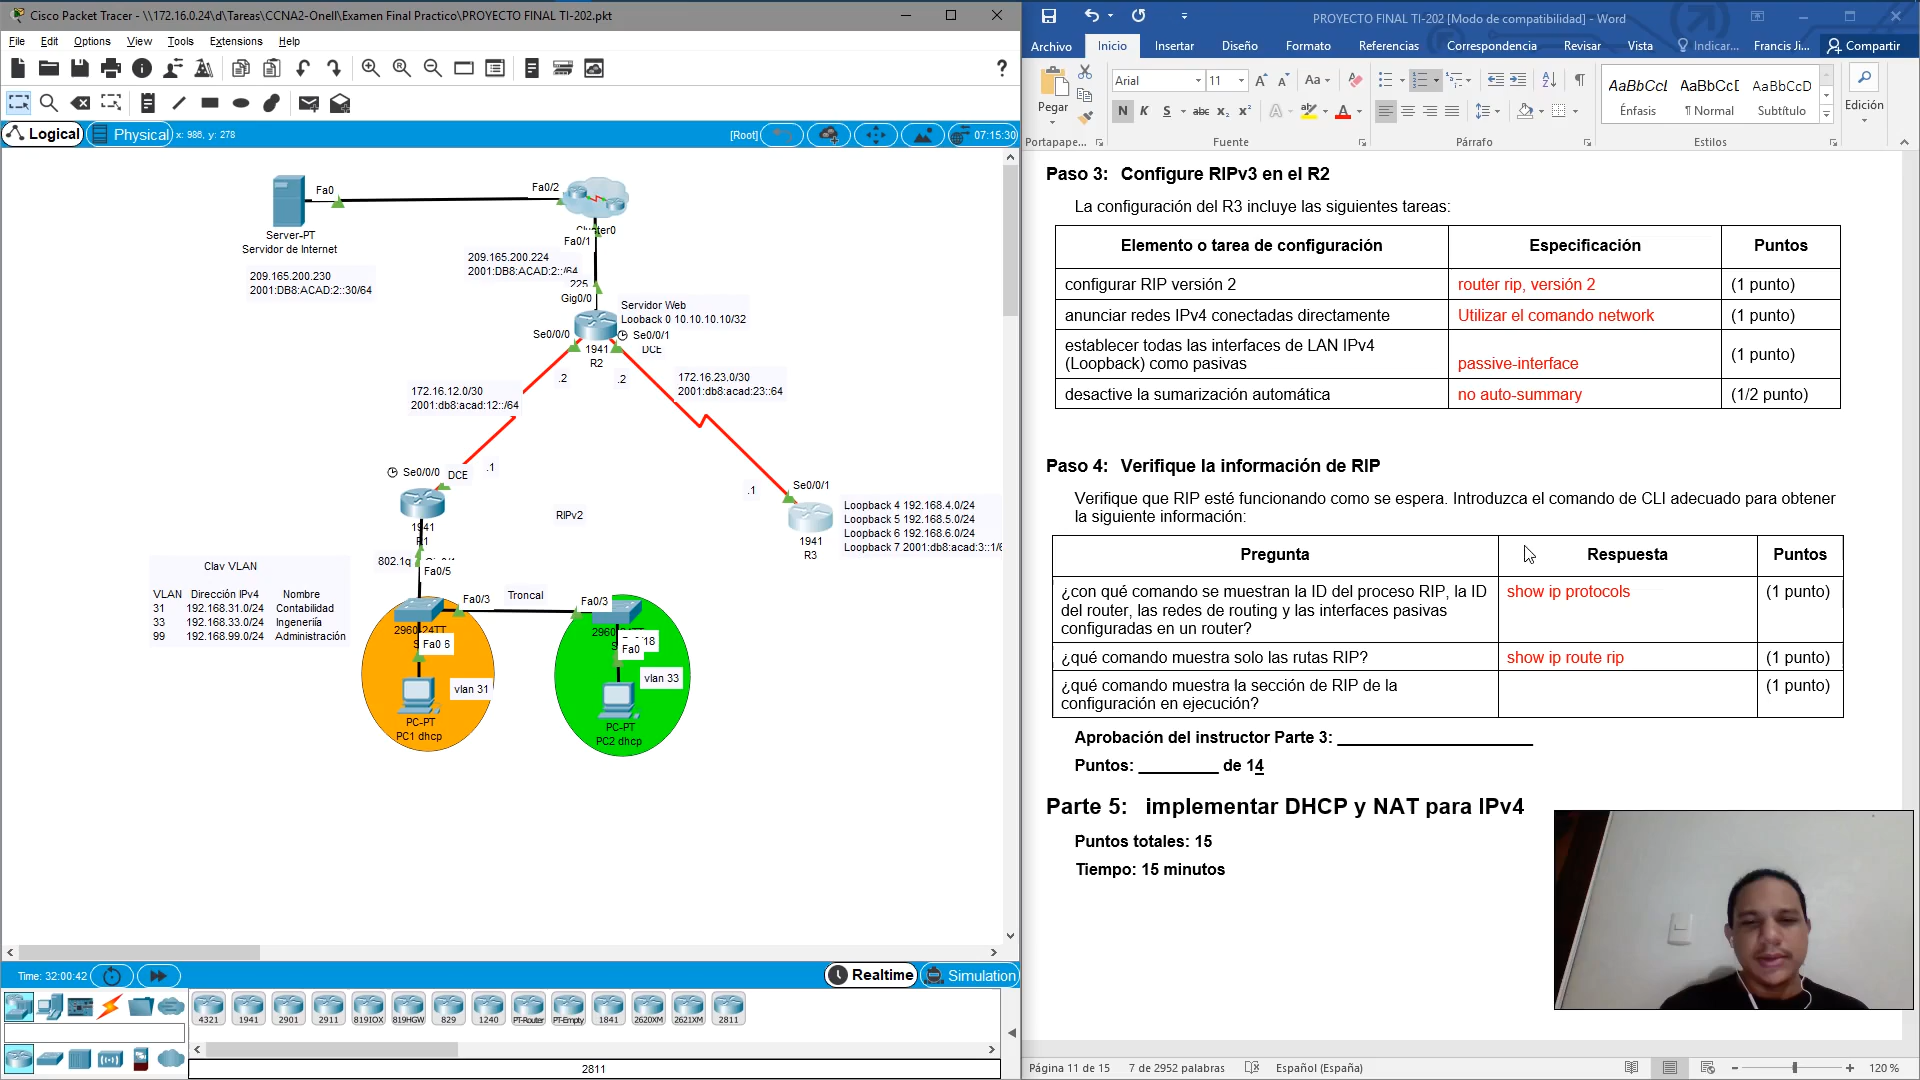 Cisco Packet Tracer - \\172.16.0.24\d\Tareas\CCNA2-Onell\Examen Final Practico\PROYECTO FINAL TI-202.pkt
File Edit Options View Tools Extensions Help
Logical Physical x: 986, y: 278 [Root] 07:15:30
Fa0
Fa0/2
Server-PT
Servidor de Internet
Cluster0
Fa0/1
209.165.200.230
2001:DB8:ACAD:2::30/64
209.165.200.224
2001:DB8:ACAD:2::/64
225
Gig0/0
Servidor Web
Looback 0 10.10.10.10/32
Se0/0/0
Se0/0/1
DCE
1941
R2
.2
.2
172.16.12.0/30
2001:db8:acad:12::/64
172.16.23.0/30
2001:db8:acad:23::64
Se0/0/0 DCE .1
.1
Se0/0/1
RIPv2
1941
R1
1941
R3
Loopback 4 192.168.4.0/24
Loopback 5 192.168.5.0/24
Loopback 6 192.168.6.0/24
Loopback 7 2001:db8:acad:3::1/6
802.1q
Fa0/5
Clav VLAN
VLAN Dirección IPv4 Nombre
31 192.168.31.0/24 Contabilidad
33 192.168.33.0/24 Ingeneriía
99 192.168.99.0/24 Administración
Fa0/3
Troncal
Fa0/3
Fa0
vlan 31
vlan 33
PC-PT
PC1 dhcp
PC-PT
PC2 dhcp
Time: 32:00:42 Realtime Simulation
4321 1941 2901 2911 819IOX 819HGW 829 1240 PT-Router PT-Empty 1841 2620XM 2621XM 2811
2811
PROYECTO FINAL TI-202 [Modo de compatibilidad] - Word
Archivo Inicio Insertar Diseño Formato Referencias Correspondencia Revisar Vista Indicar... Francis Ji... Compartir
Pegar Arial 11 Aa
N K S abc x₂ x² A A
AaBbCcL AaBbCcD AaBbCcD
Énfasis ¶ Normal Subtítulo
Edición
Portapape... Fuente Párrafo Estilos
Paso 3: Configure RIPv3 en el R2
La configuración del R3 incluye las siguientes tareas:
Elemento o tarea de configuración Especificación Puntos
configurar RIP versión 2 router rip, versión 2 (1 punto)
anunciar redes IPv4 conectadas directamente Utilizar el comando network (1 punto)
establecer todas las interfaces de LAN IPv4
(Loopback) como pasivas passive-interface (1 punto)
desactive la sumarización automática no auto-summary (1/2 punto)
Paso 4: Verifique la información de RIP
Verifique que RIP esté funcionando como se espera. Introduzca el comando de CLI adecuado para obtener
la siguiente información:
Pregunta Respuesta Puntos
¿con qué comando se muestran la ID del proceso RIP, la ID
del router, las redes de routing y las interfaces pasivas
configuradas en un router? show ip protocols (1 punto)
¿qué comando muestra solo las rutas RIP? show ip route rip (1 punto)
¿qué comando muestra la sección de RIP de la
configuración en ejecución? (1 punto)
Aprobación del instructor Parte 3: ____________________
Puntos: _________ de 14
Parte 5: implementar DHCP y NAT para IPv4
Puntos totales: 15
Tiempo: 15 minutos
Página 11 de 15 7 de 2952 palabras Español (España) 120 %